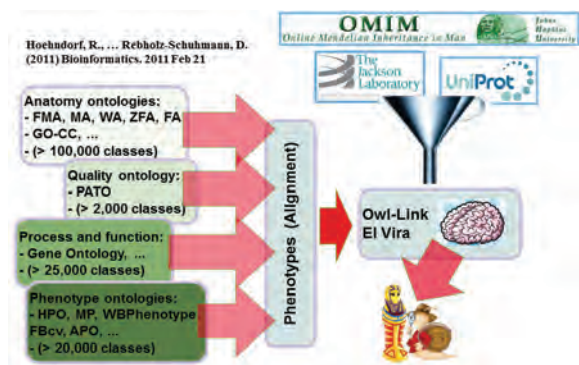 Hoehndorf, R., ... Rebholz-Schuhmann, D.
(2011) Bioinformatics. 2011 Feb 21
OMIM
Online Mendelian Inheritance in Man
Johns
Hopkins
University
The
Jackson
Laboratory
UniProt
Anatomy ontologies:
- FMA, MA, WA, ZFA, FA
- GO-CC, ...
- (> 100,000 classes)
Quality ontology:
- PATO
- (> 2,000 classes)
Process and function:
- Gene Ontology, ...
- (> 25,000 classes)
Phenotype ontologies:
- HPO, MP, WBPhenotype
FBcv, APO, ...
- (> 20,000 classes)
Phenotypes (Alignment)
Owl-Link
El Vira